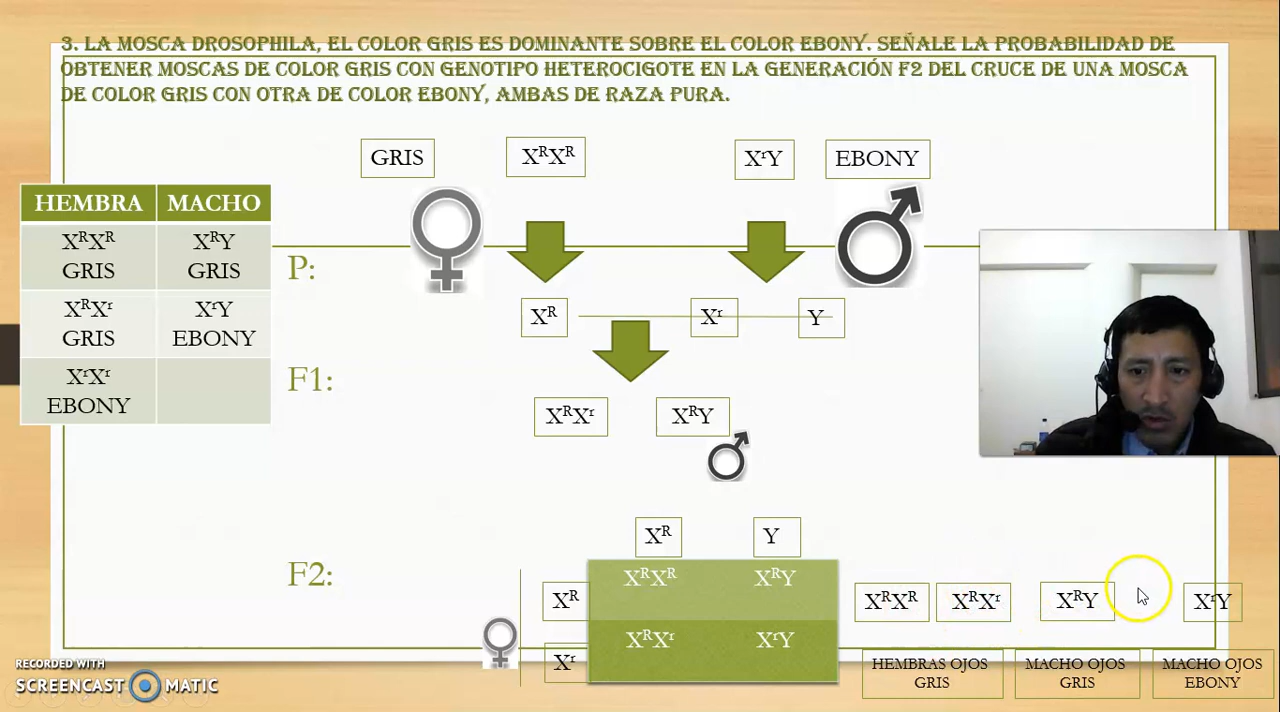 3. LA MOSCA DROSOPHILA, EL COLOR GRIS ES DOMINANTE SOBRE EL COLOR EBONY. SEÑALE LA PROBABILIDAD DE
OBTENER MOSCAS DE COLOR GRIS CON GENOTIPO HETEROCIGOTE EN LA GENERACIÓN F2 DEL CRUCE DE UNA MOSCA
DE COLOR GRIS CON OTRA DE COLOR EBONY, AMBAS DE RAZA PURA.
GRIS XᴿXᴿ XʳY EBONY
HEMBRA MACHO
XᴿXᴿ XᴿY
GRIS GRIS
XᴿXʳ XʳY
GRIS EBONY
XʳXʳ
EBONY
P:
Xᴿ Xʳ Y
F1:
XᴿXʳ XᴿY
F2:
Xᴿ Y
Xᴿ XᴿXᴿ XᴿY
Xʳ XᴿXʳ XʳY
XᴿXᴿ XᴿXʳ XᴿY XʳY
HEMBRAS OJOS
GRIS
MACHO OJOS
GRIS
MACHO OJOS
EBONY
RECORDED WITH
SCREENCAST MATIC